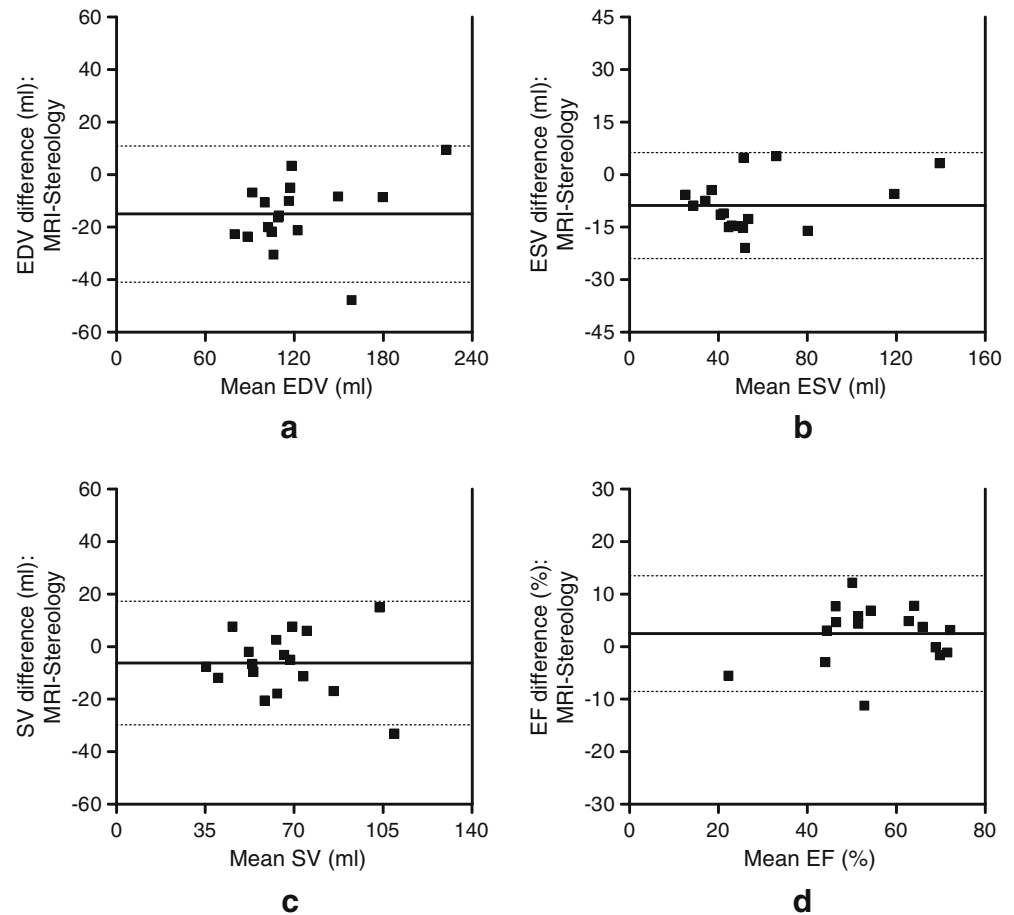 EDV difference (ml):
MRI-Stereology
60
40
20
0
-20
-40
-60
0 60 120 180 240
Mean EDV (ml)
a
ESV difference (ml):
MRI-Stereology
45
30
15
0
-15
-30
-45
0 40 80 120 160
Mean ESV (ml)
b
SV difference (ml):
MRI-Stereology
60
40
20
0
-20
-40
-60
0 35 70 105 140
Mean SV (ml)
c
EF difference (%):
MRI-Stereology
30
20
10
0
-10
-20
-30
0 20 40 60 80
Mean EF (%)
d